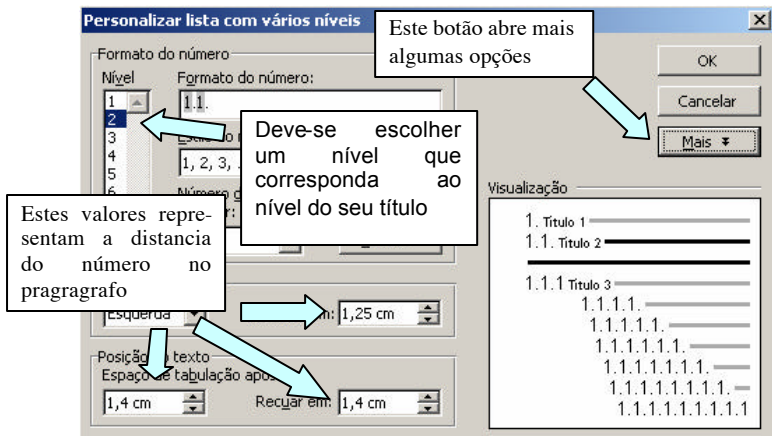 Personalizar lista com vários níveis
Este botão abre mais
algumas opções
Formato do número
Nível
Formato do número:
OK
1
2
3
4
5
1.1.
Cancelar
Mais
Deve-se escolher
um nível que
corresponda ao
nível do seu título
1, 2, 3,
Número
Estes valores repre-
sentam a distancia
do número no
pragragrafo
Visualização
1. Título 1
1.1. Título 2
1.1.1 Título 3
1.1.1.1.
1.1.1.1.1.
1.1.1.1.1.1.
1.1.1.1.1.1.1.
1.1.1.1.1.1.1.1.
1.1.1.1.1.1.1.1.1
Esquerda
1,25 cm
Posição texto
Espaço de tabulação após
1,4 cm
Recuar em:
1,4 cm